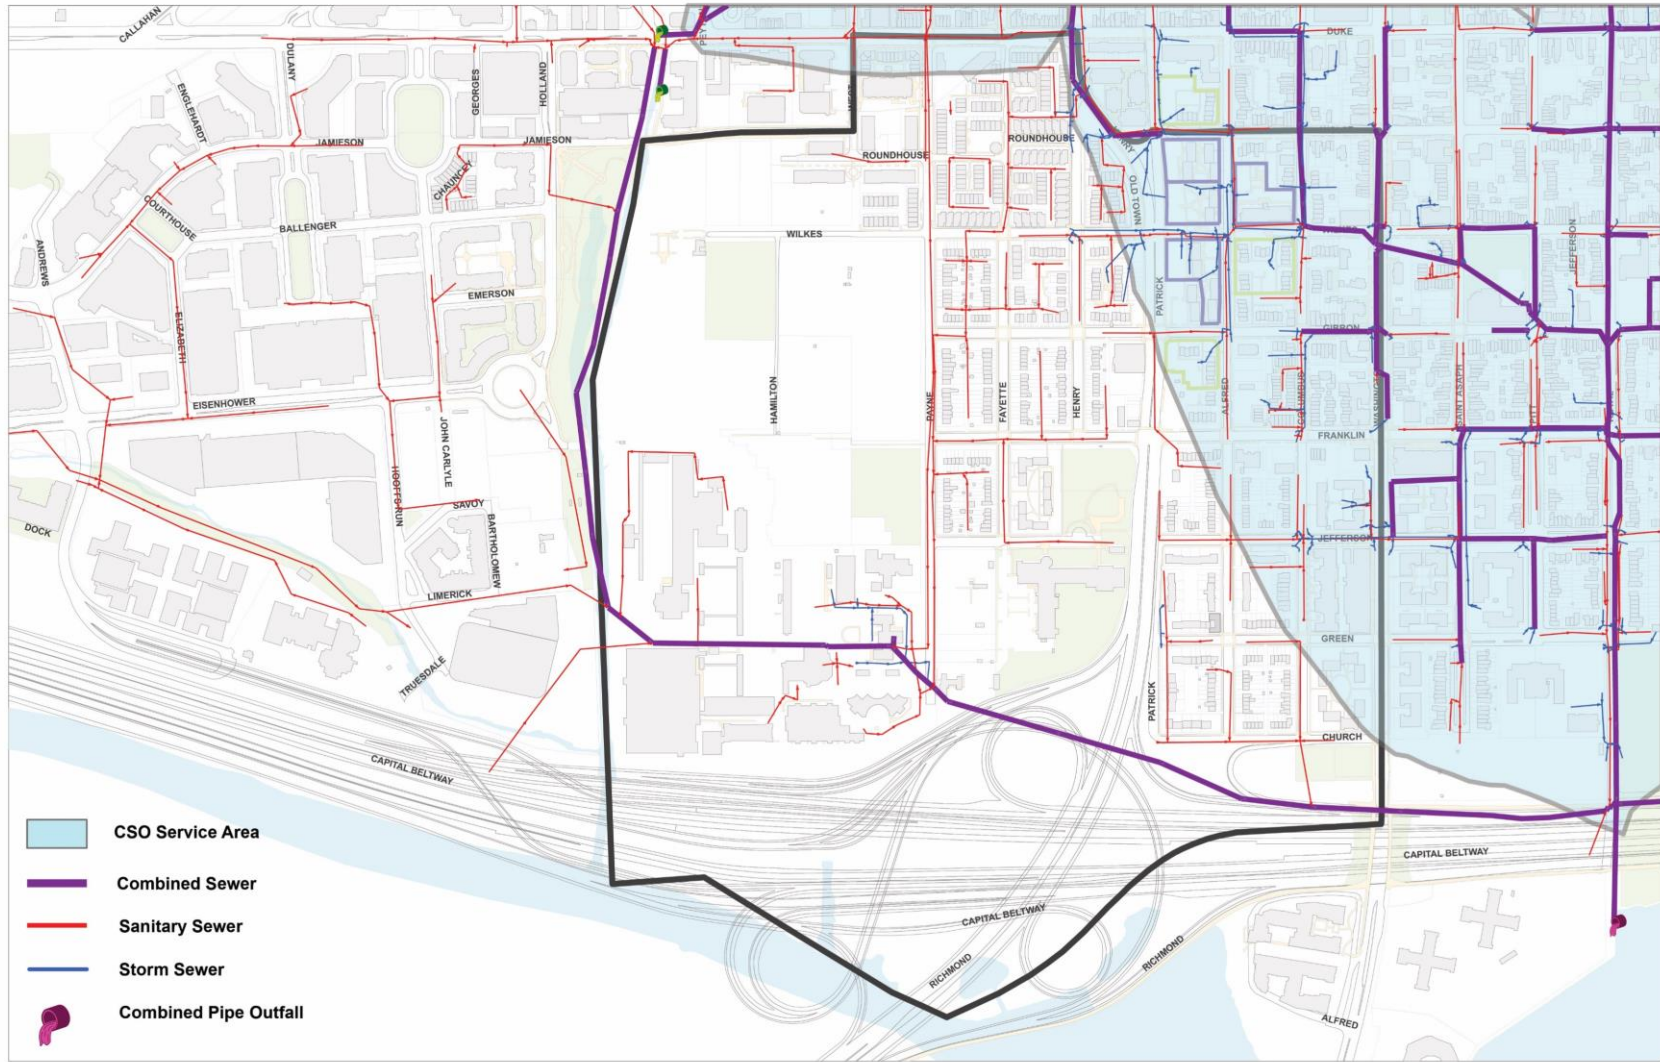 CALLAHAN
DULANY
ENGLEHARDT
GEORGES
HOLLAND
DUKE
JAMIESON
JAMIESON
ROUNDHOUSE
ROUNDHOUSE
CHAUNCEY
COURTHOUSE
BALLENGER
OLD TOWN
WILKES
JEFFERSON
ANDREWS
EMERSON
PATRICK
ELIZABETH
GIBBON
EISENHOWER
HAMILTON
PAYNE
FAYETTE
HENRY
ALFRED
COLUMBUS
SAINT ASAPH
PITT
JOHN CARLYLE
FRANKLIN
HOOFFS RUN
SAVOY
BARTHOLOMEW
DOCK
JEFFERSON
LIMERICK
GREEN
TRUESDALE
PATRICK
CHURCH
CAPITAL BELTWAY
CAPITAL BELTWAY
CAPITAL BELTWAY
RICHMOND
RICHMOND
ALFRED
CSO Service Area
Combined Sewer
Sanitary Sewer
Storm Sewer
Combined Pipe Outfall